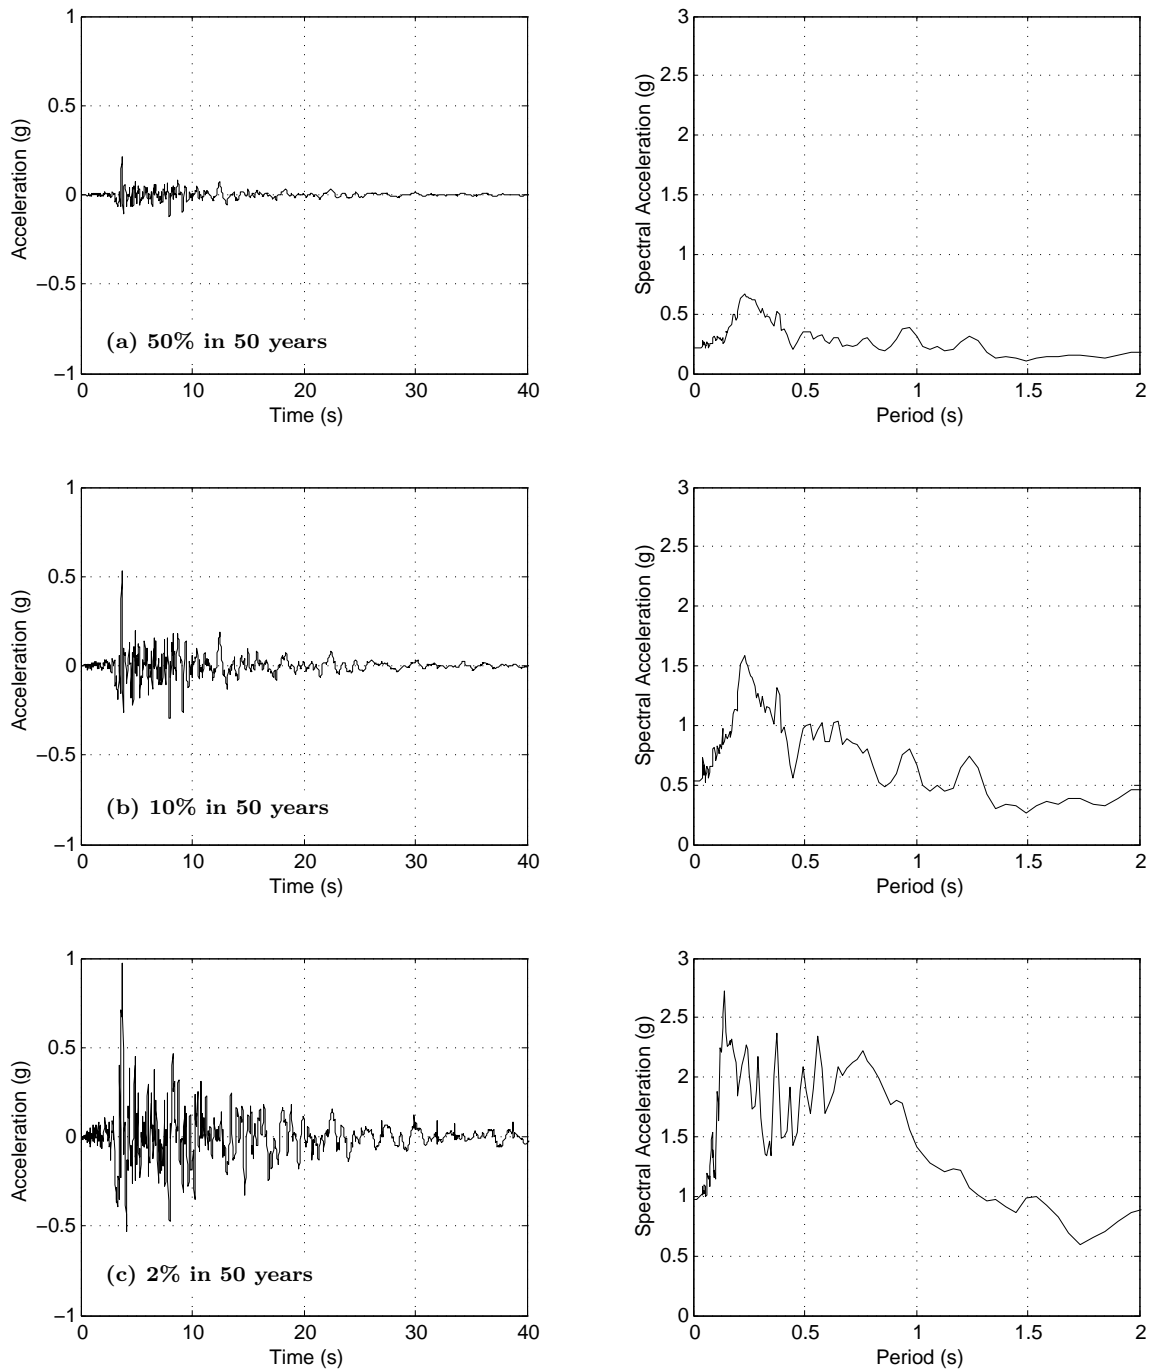 1
0.5
0
−0.5
−1
Acceleration (g)
(a) 50% in 50 years
0 10 20 30 40
Time (s)
3
2.5
2
1.5
1
0.5
0
Spectral Acceleration (g)
0 0.5 1 1.5 2
Period (s)
1
0.5
0
−0.5
−1
Acceleration (g)
(b) 10% in 50 years
0 10 20 30 40
Time (s)
3
2.5
2
1.5
1
0.5
0
Spectral Acceleration (g)
0 0.5 1 1.5 2
Period (s)
1
0.5
0
−0.5
−1
Acceleration (g)
(c) 2% in 50 years
0 10 20 30 40
Time (s)
3
2.5
2
1.5
1
0.5
0
Spectral Acceleration (g)
0 0.5 1 1.5 2
Period (s)